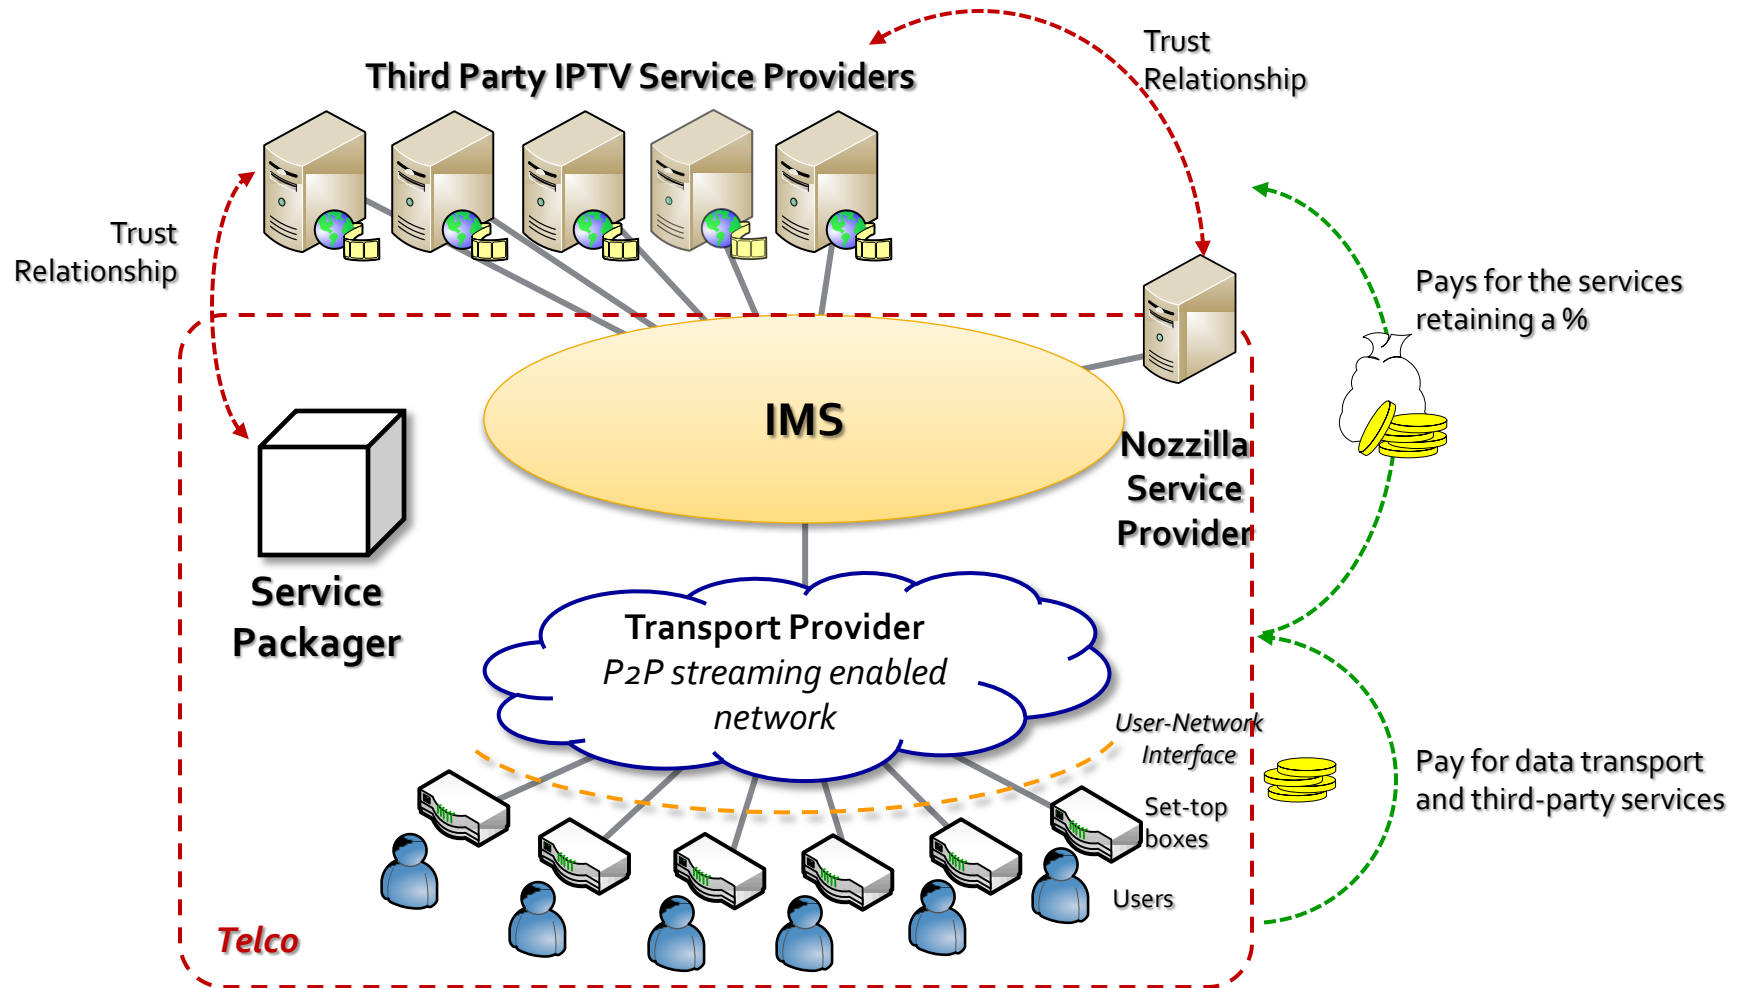 Trust
Relationship
Third Party IPTV Service Providers
Trust
Relationship
Pays for the services
retaining a %
IMS
Nozzilla
Service
Provider
Service
Packager
Transport Provider
P2P streaming enabled
network
User-Network
Interface
Set-top
boxes
Pay for data transport
and third-party services
Users
Telco